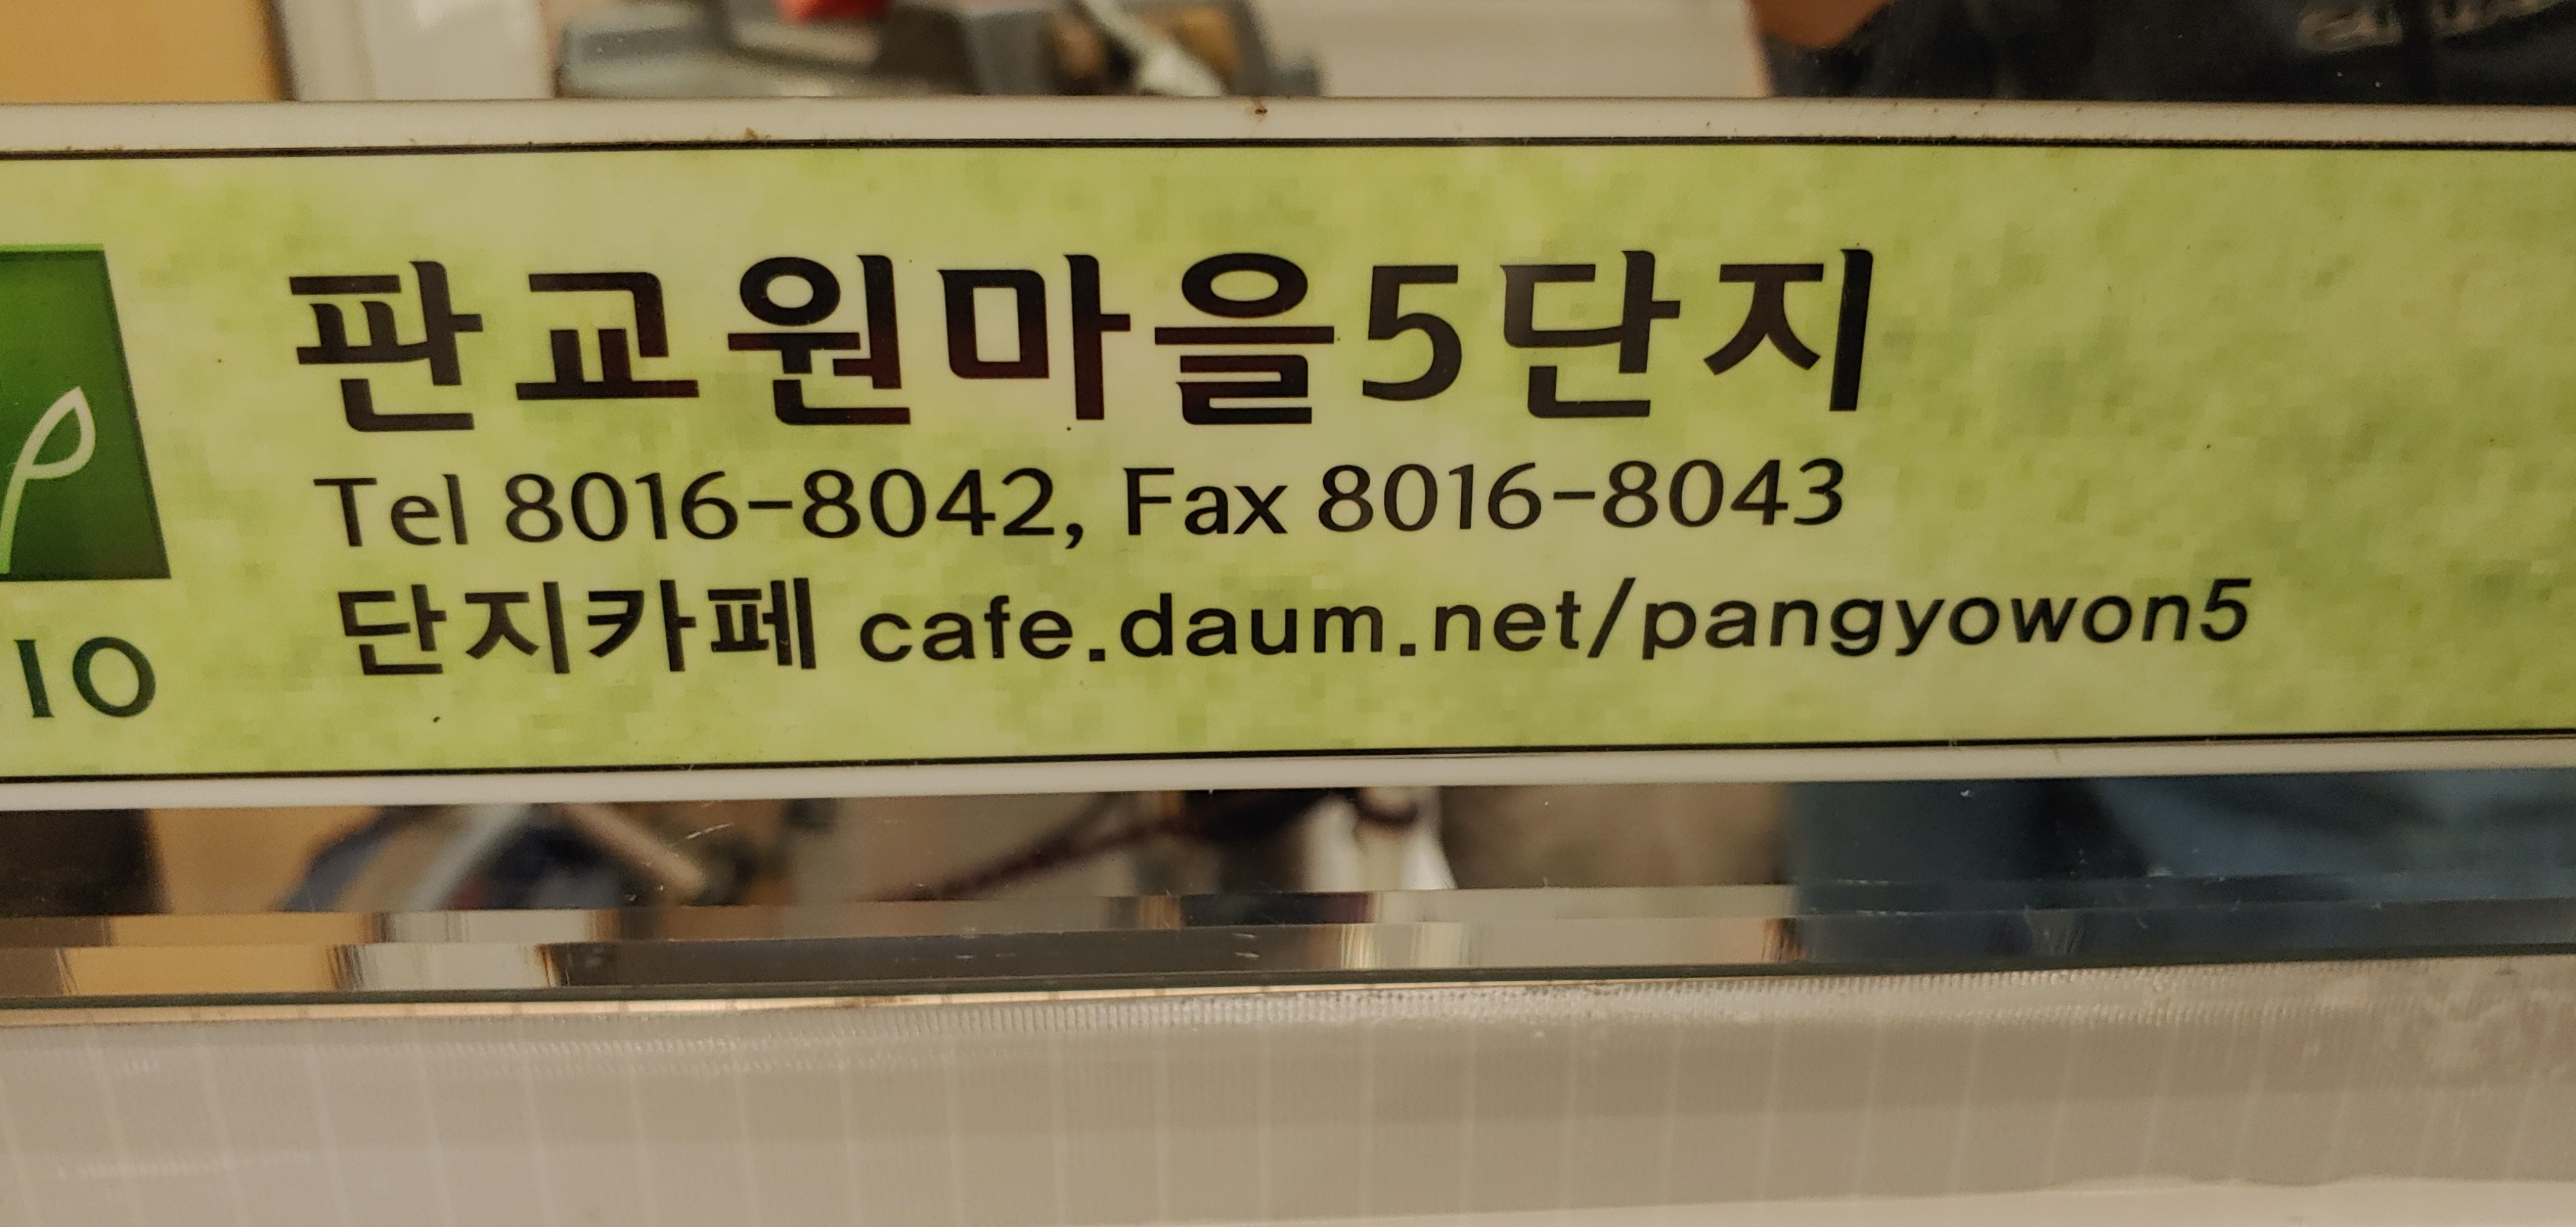 판교원마을5단지
Tel 8016-8042, Fax 8016-8043
단지카페 cafe.daum.net/pangyowon5